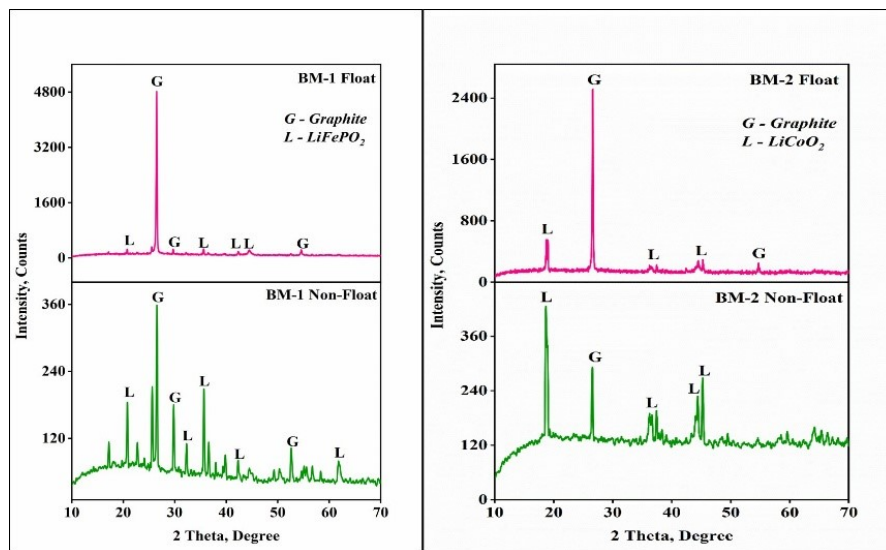 BM-1 Float
G
G - Graphite
L - LiFePO₂
4800
3200
1600
0
L G L L L G
BM-1 Non-Float
G
360
240
120
L G L L L G L
10 20 30 40 50 60 70
2 Theta, Degree
Intensity, Counts
BM-2 Float
G
G - Graphite
L - LiCoO₂
2400
1600
800
0
L L L G
BM-2 Non-Float
L
G
360
240
120
0
L L L
10 20 30 40 50 60 70
2 Theta, Degree
Intensity, Counts